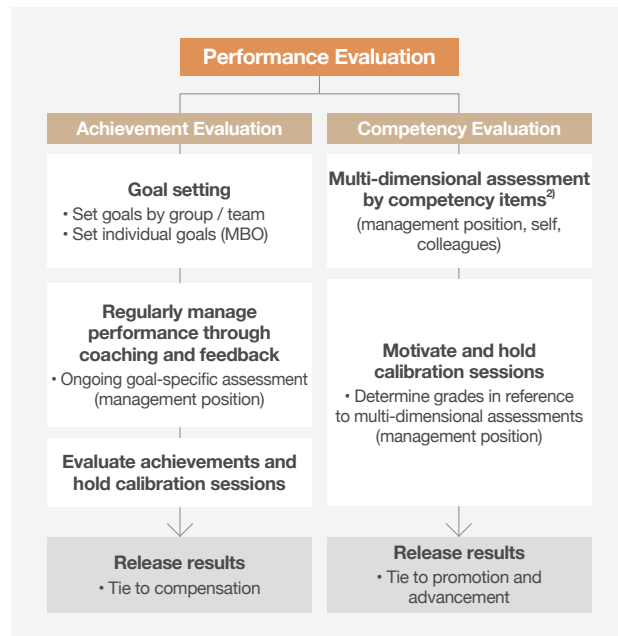 Performance Evaluation
Achievement Evaluation
Goal setting
• Set goals by group / team
• Set individual goals (MBO)
Regularly manage
performance through
coaching and feedback
• Ongoing goal-specific assessment
(management position)
Evaluate achievements and
hold calibration sessions
Release results
• Tie to compensation
Competency Evaluation
Multi-dimensional assessment
by competency items²⁾
(management position, self,
colleagues)
Motivate and hold
calibration sessions
• Determine grades in reference
to multi-dimensional assessments
(management position)
Release results
• Tie to promotion and
advancement